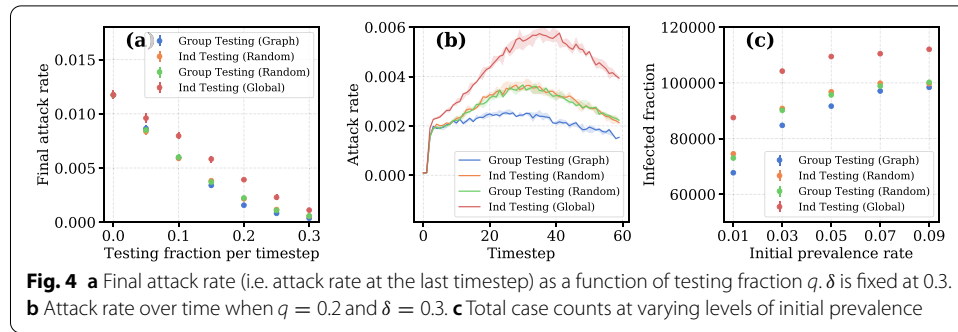 (a)
Group Testing (Graph)
Ind Testing (Random)
Group Testing (Random)
Ind Testing (Global)
0.015
0.010
0.005
0.000
Final attack rate
0.0 0.1 0.2 0.3
Testing fraction per timestep
(b)
0.006
0.004
0.002
0.000
Attack rate
Group Testing (Graph)
Ind Testing (Random)
Group Testing (Random)
Ind Testing (Global)
0 20 40 60
Timestep
(c)
120000
100000
80000
60000
Infected fraction
Group Testing (Graph)
Ind Testing (Random)
Group Testing (Random)
Ind Testing (Global)
0.01 0.03 0.05 0.07 0.09
Initial prevalence rate
Fig. 4 a Final attack rate (i.e. attack rate at the last timestep) as a function of testing fraction q. δ is fixed at 0.3.
b Attack rate over time when q = 0.2 and δ = 0.3. c Total case counts at varying levels of initial prevalence